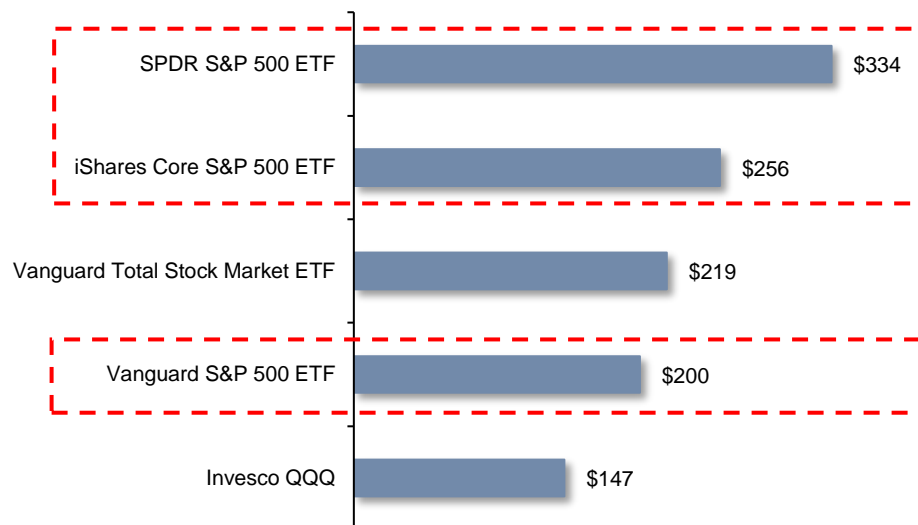 SPDR S&P 500 ETF $334
iShares Core S&P 500 ETF $256
Vanguard Total Stock Market ETF $219
Vanguard S&P 500 ETF $200
Invesco QQQ $147